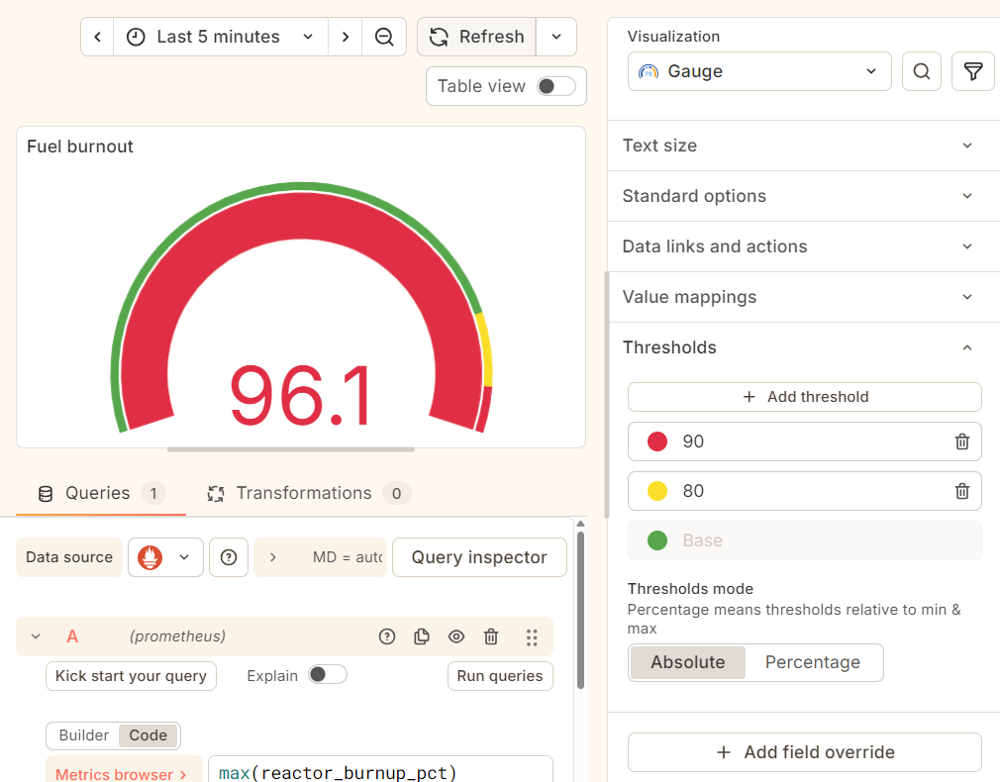 Last 5 minutes
Refresh
Table view
Fuel burnout
96.1
Queries 1
Transformations 0
Data source
MD = auto
Query inspector
A (prometheus)
Kick start your query
Explain
Run queries
Builder
Code
Metrics browser >
max(reactor_burnup_pct)
Visualization
Gauge
Text size
Standard options
Data links and actions
Value mappings
Thresholds
+ Add threshold
90
80
Base
Thresholds mode
Percentage means thresholds relative to min &
max
Absolute
Percentage
+ Add field override